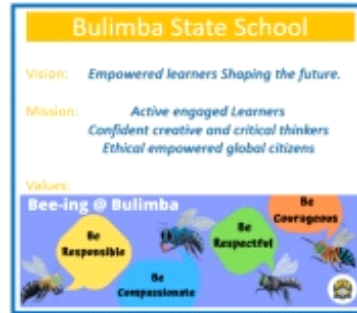 Bulimba State School
Vision: Empowered learners Shaping the future.
Mission: Active engaged Learners
Confident creative and critical thinkers
Ethical empowered global citizens
Values:
Bee-ing @ Bulimba
Be Courageous
Be Responsible
Be Respectful
Be Compassionate